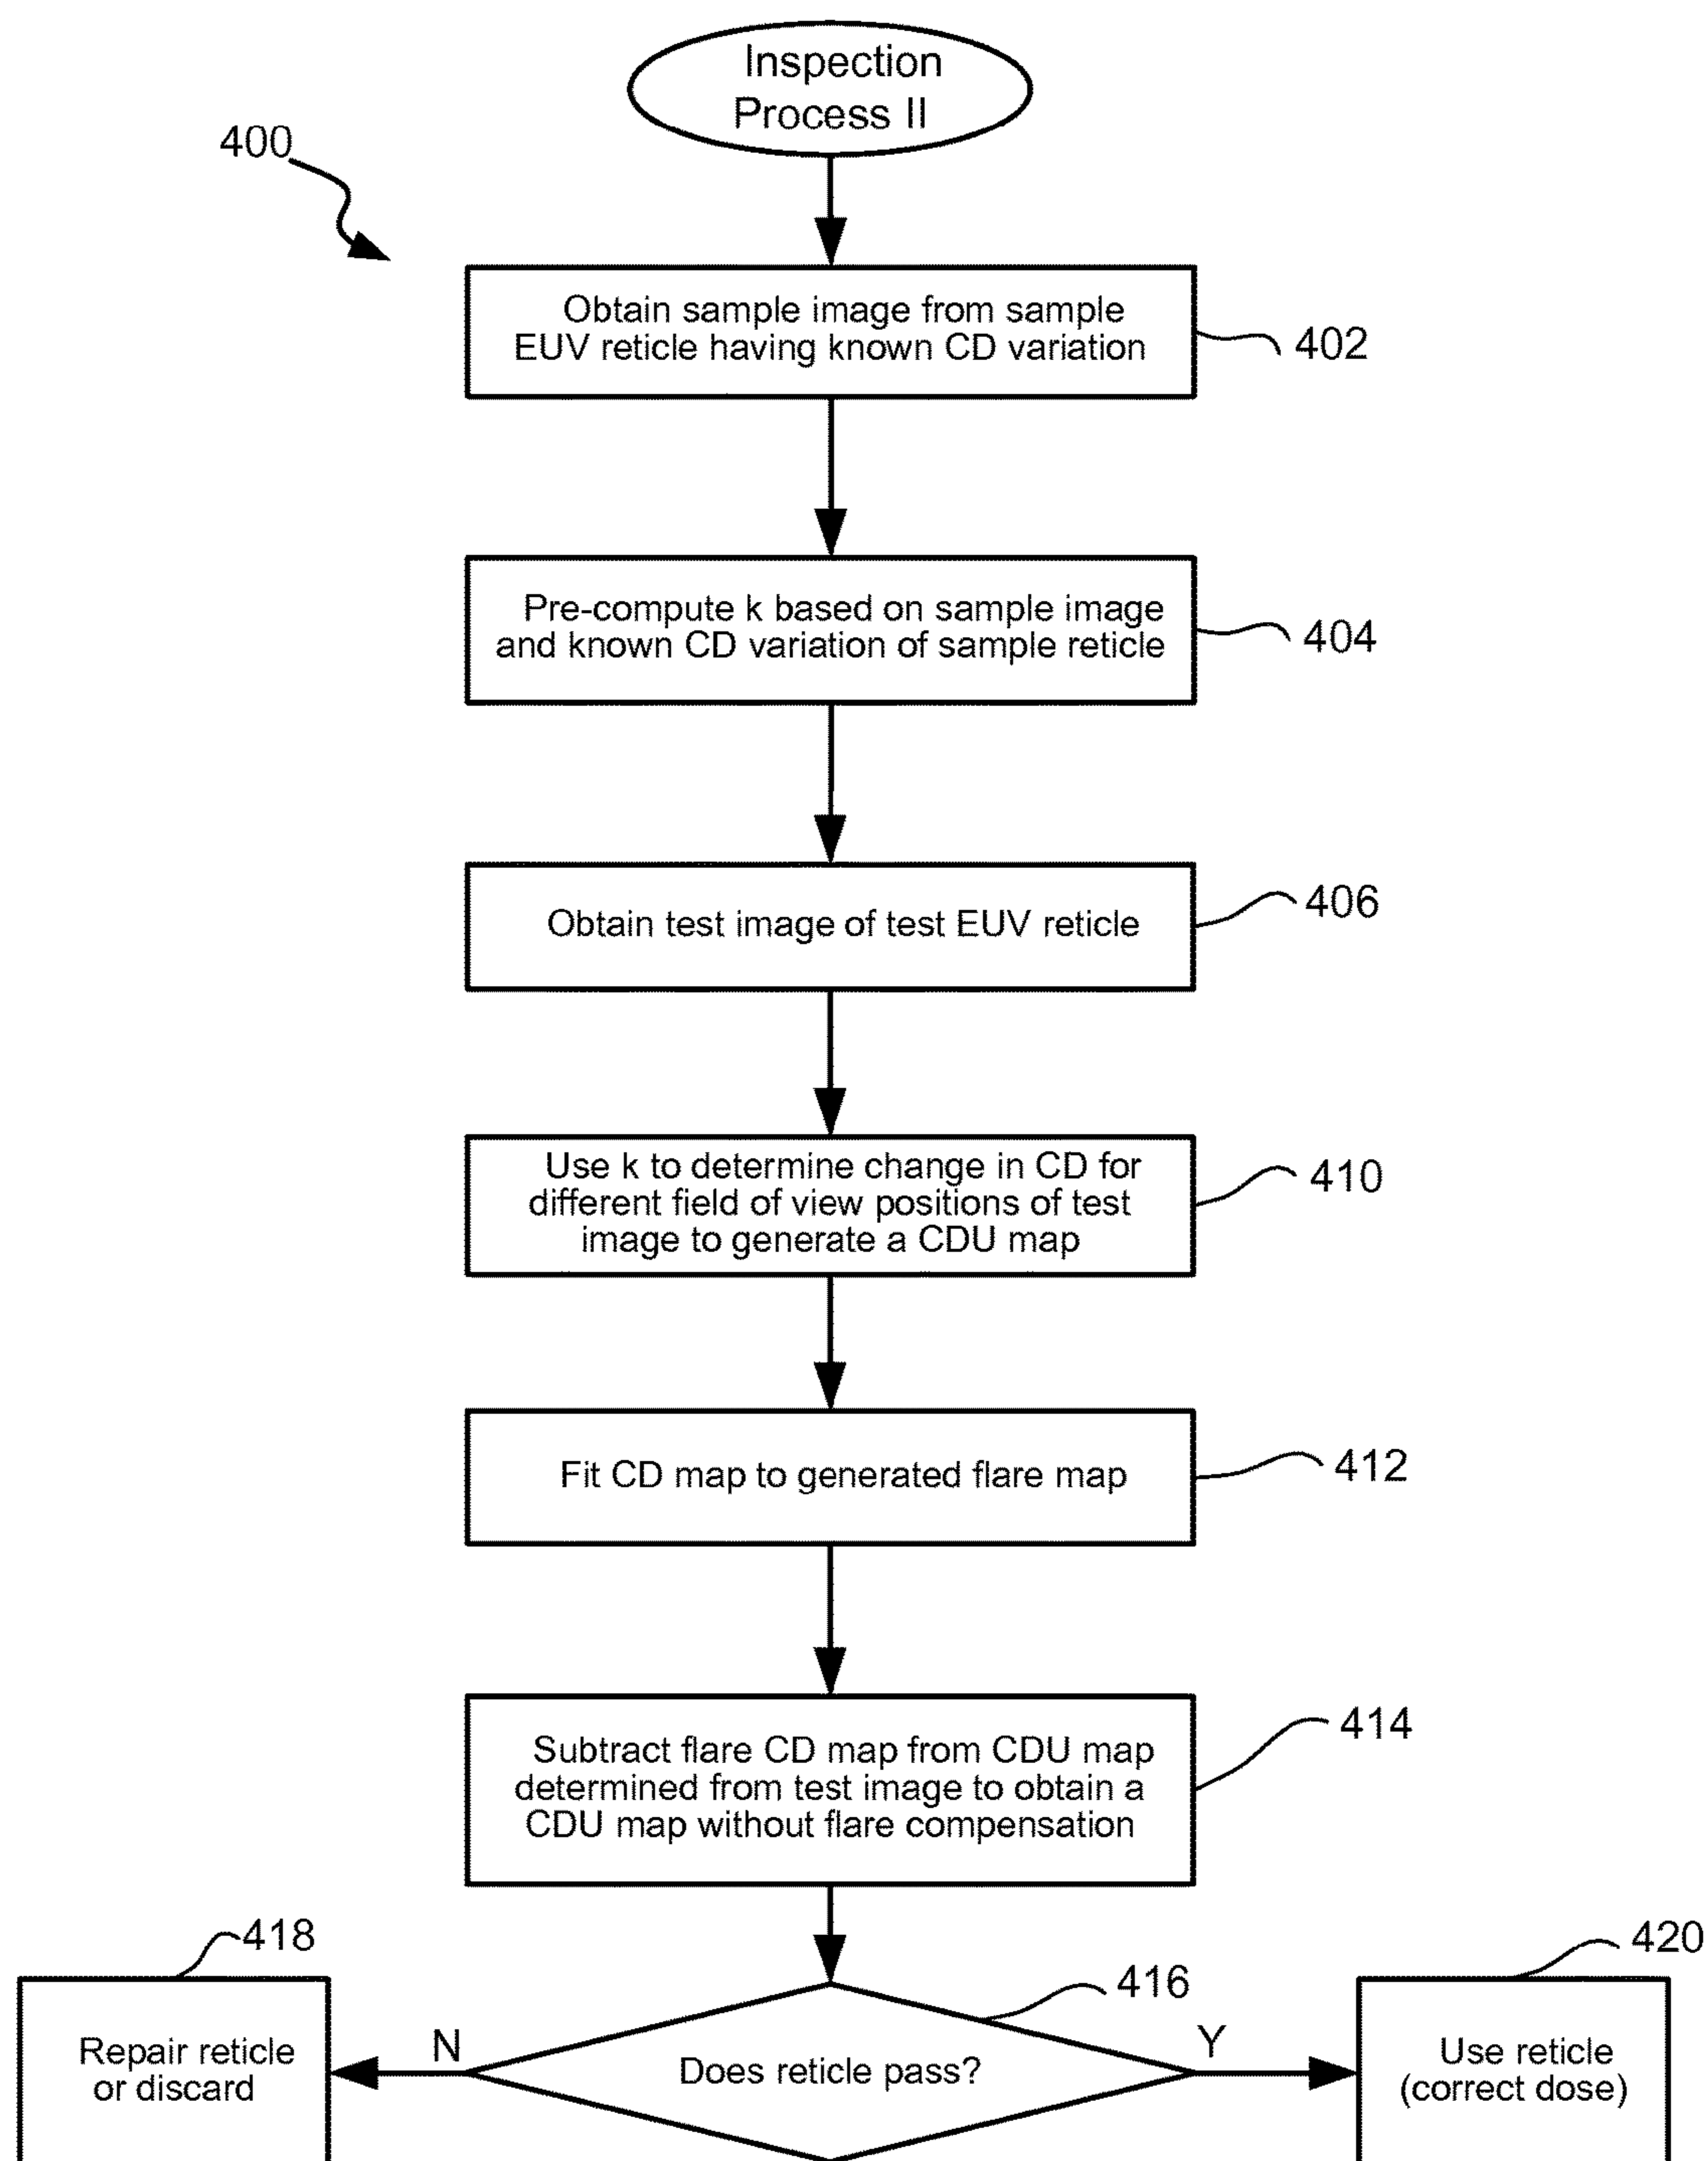 Inspection
Process II
400
Obtain sample image from sample
EUV reticle having known CD variation
402
Pre-compute k based on sample image
and known CD variation of sample reticle
404
Obtain test image of test EUV reticle
406
Use k to determine change in CD for
different field of view positions of test
image to generate a CDU map
410
Fit CD map to generated flare map
412
Subtract flare CD map from CDU map
determined from test image to obtain a
CDU map without flare compensation
414
418
416
420
Repair reticle
or discard
N
Does reticle pass?
Y
Use reticle
(correct dose)